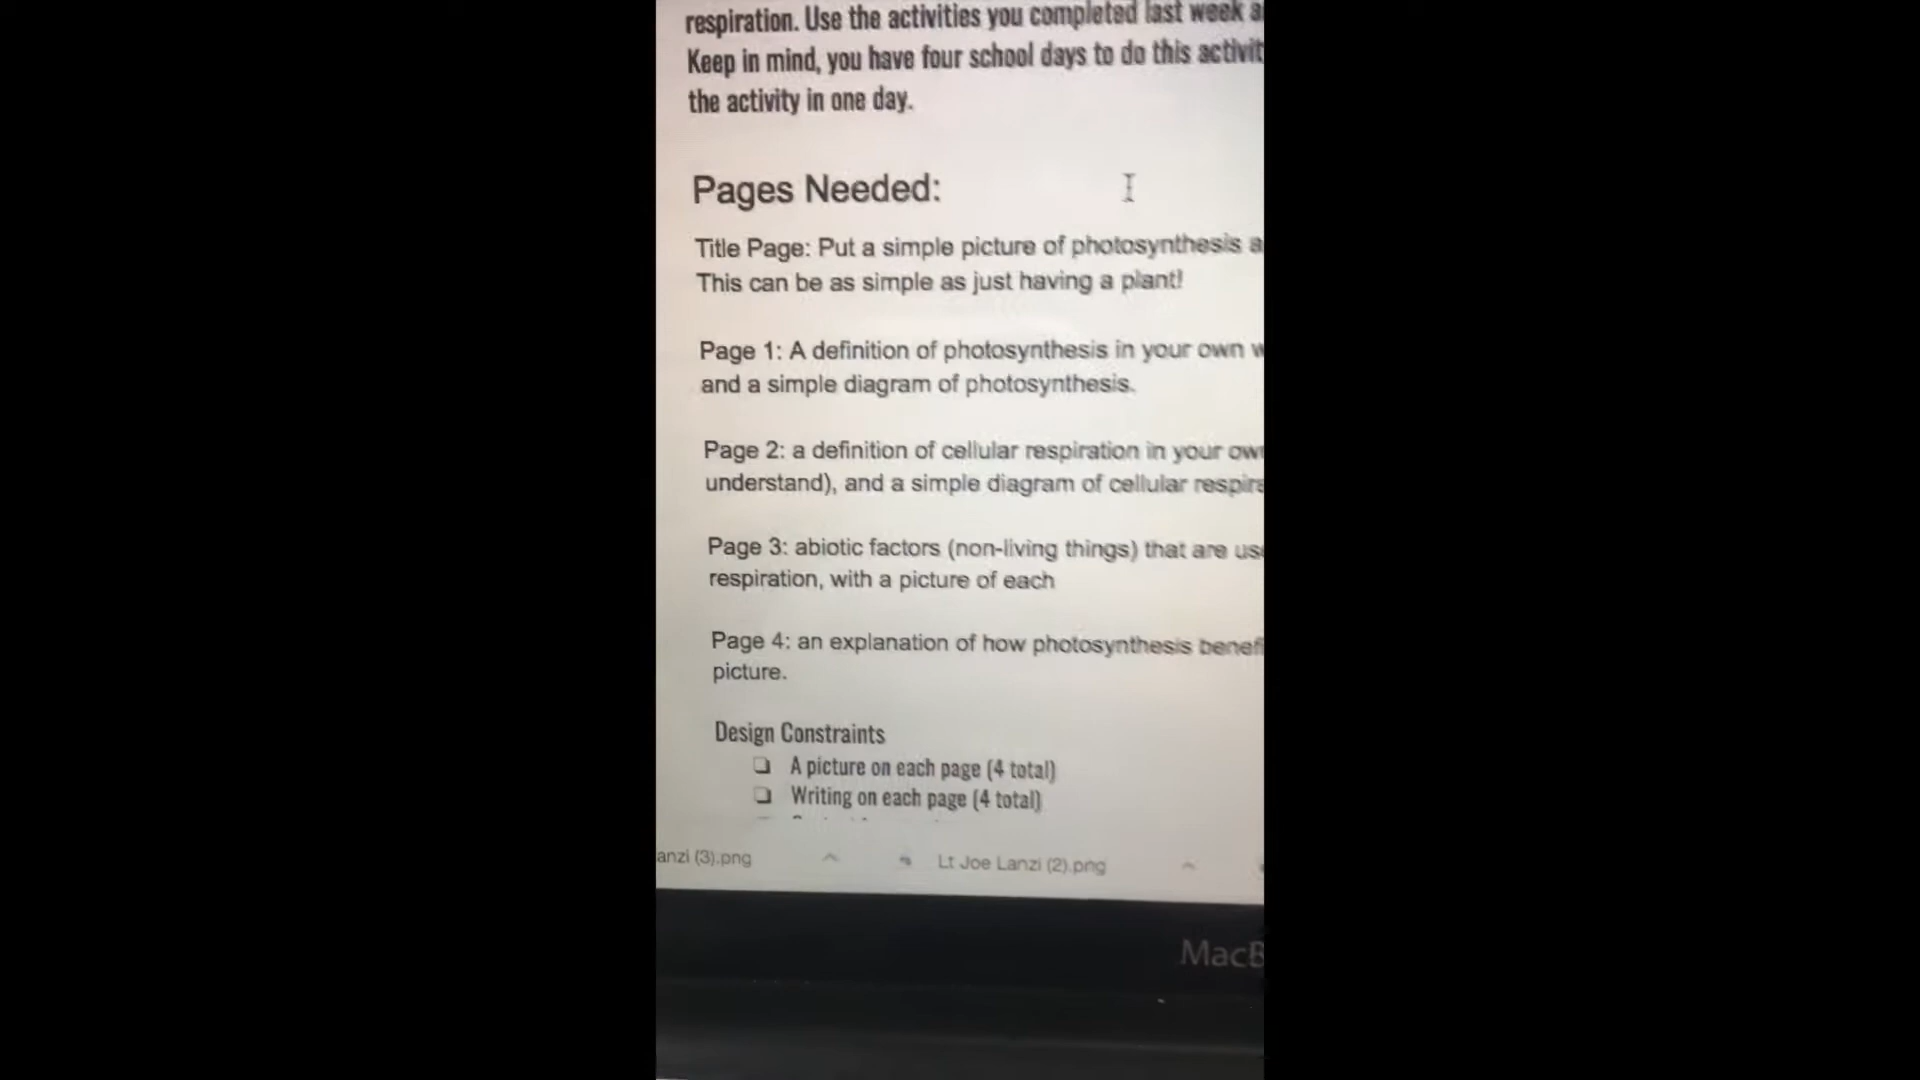 respiration. Use the activities you completed last week
Keep in mind, you have four school days to do this
the activity in one day.
Pages Needed:
Title Page: Put a simple picture of photosynthesis
This can be as simple as just having a plant!
Page 1: A definition of photosynthesis in your own
and a simple diagram of photosynthesis.
Page 2: a definition of cellular respiration in your
understand), and a simple diagram of cellular
Page 3: abiotic factors (non-living things) that are
respiration, with a picture of each
Page 4: an explanation of how photosynthesis
picture.
Design Constraints
❏ A picture on each page (4 total)
❏ Writing on each page (4 total)
anzi (3).png
Lt Joe Lanzi (2).png
MacB